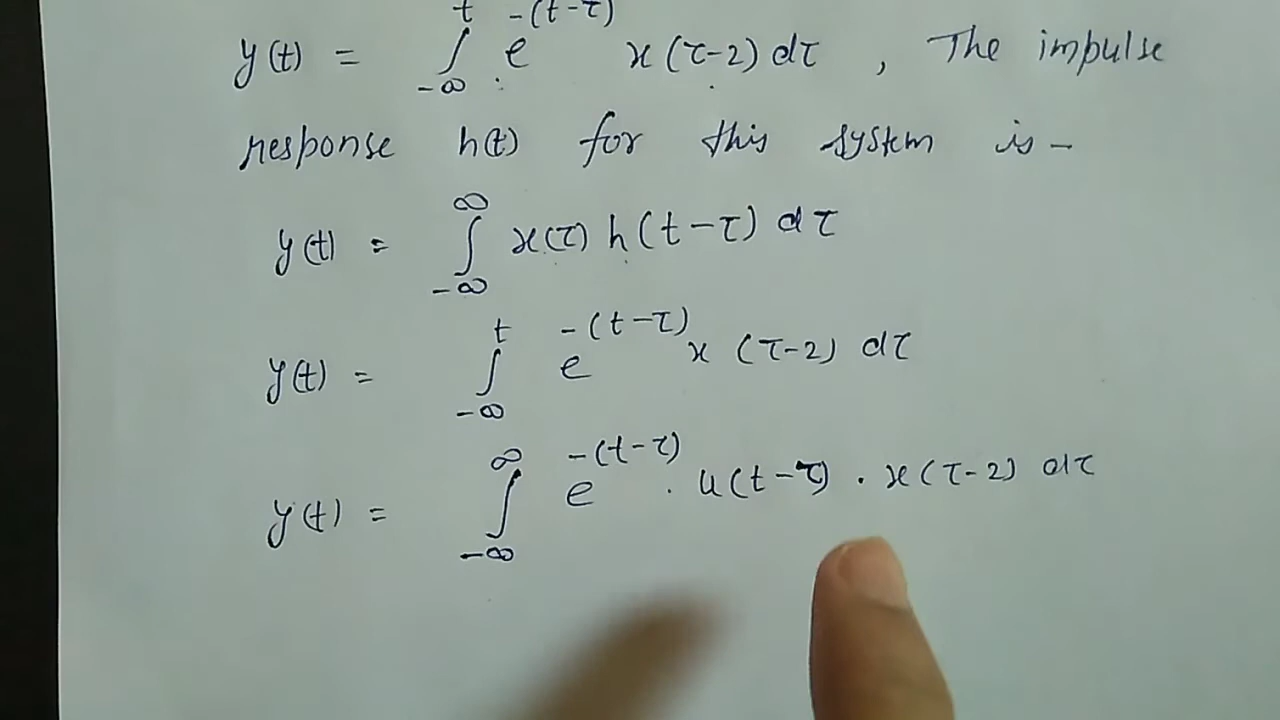 y(t) = ∫_{-∞}^{t} e^{-(t-τ)} x(τ-2) dτ , The impulse
response h(t) for this system is -
y(t) = ∫_{-∞}^{∞} x(τ) h(t-τ) dτ
y(t) = ∫_{-∞}^{t} e^{-(t-τ)} x(τ-2) dτ
y(t) = ∫_{-∞}^{∞} e^{-(t-τ)} . u(t-τ) . x(τ-2) dτ